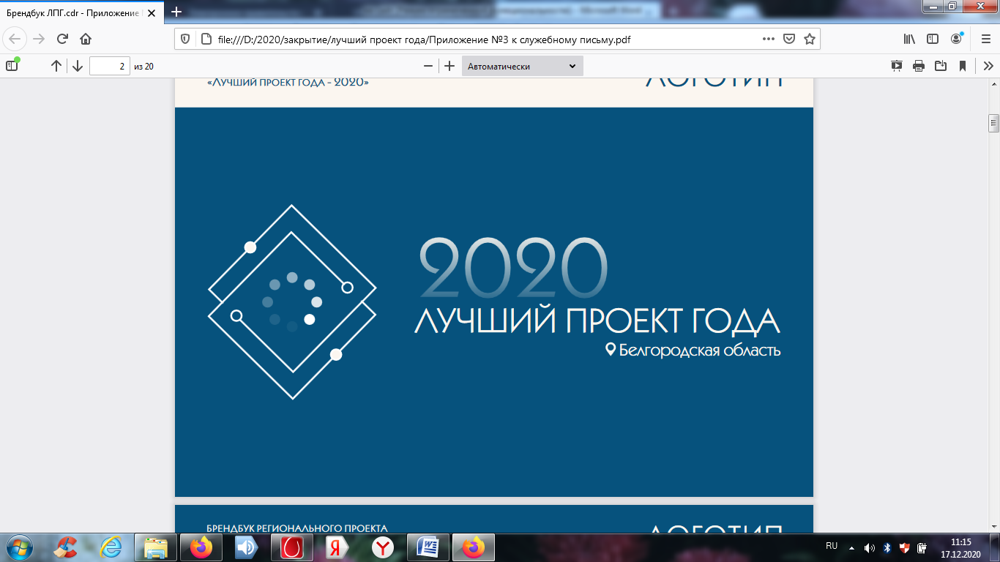 Брендбук ЛПГ.cdr - Приложение
file:///D:/2020/закрытие/лучший проект года/Приложение №3 к служебному письму.pdf
2 из 20
Автоматически
«ЛУЧШИЙ ПРОЕКТ ГОДА - 2020»
ЛОГОТИП
2020
ЛУЧШИЙ ПРОЕКТ ГОДА
Белгородская область
БРЕНДБУК РЕГИОНАЛЬНОГО ПРОЕКТА
ЛОГОТИП
RU
11:15
17.12.2020